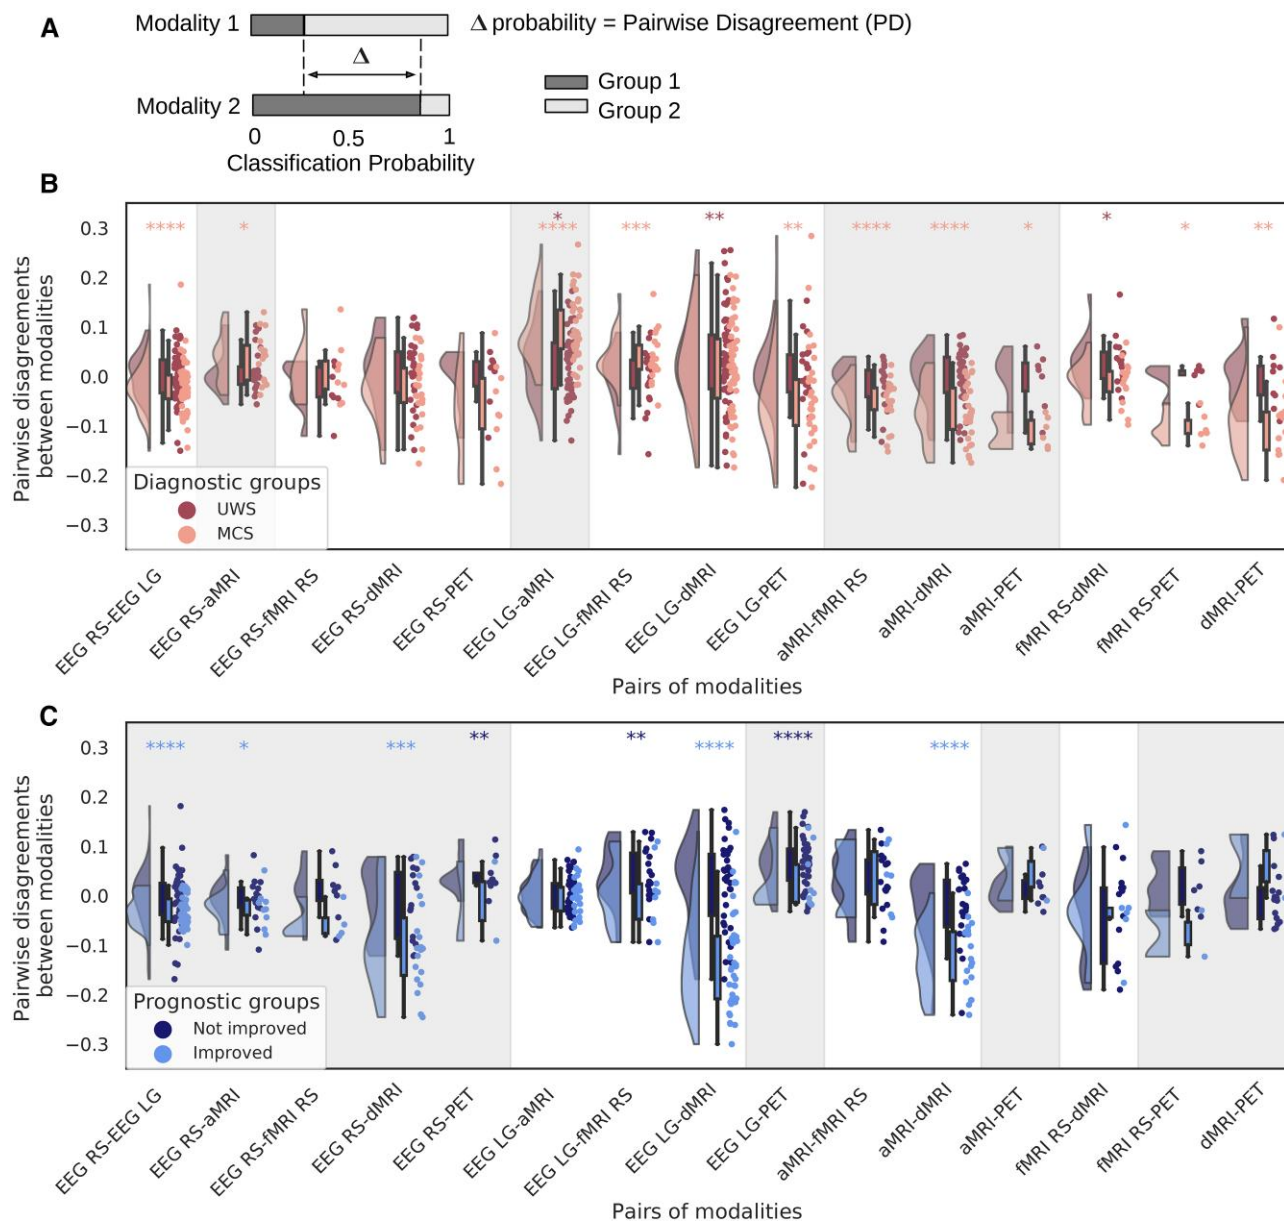 A
Modality 1
Δ probability = Pairwise Disagreement (PD)
Δ
Group 1
Modality 2
Group 2
0 0.5 1
Classification Probability
B
**** * * **** *** ** ** **** **** * * * **
0.3
0.2
0.1
0.0
−0.1
−0.2
−0.3
Pairwise disagreements
between modalities
Diagnostic groups
UWS
MCS
EEG RS-EEG LG
EEG RS-aMRI
EEG RS-fMRI RS
EEG RS-dMRI
EEG RS-PET
EEG LG-aMRI
EEG LG-fMRI RS
EEG LG-dMRI
EEG LG-PET
aMRI-fMRI RS
aMRI-dMRI
aMRI-PET
fMRI RS-dMRI
fMRI RS-PET
dMRI-PET
Pairs of modalities
C
**** * *** ** ** **** **** ****
0.3
0.2
0.1
0.0
−0.1
−0.2
−0.3
Pairwise disagreements
between modalities
Prognostic groups
Not improved
Improved
EEG RS-EEG LG
EEG RS-aMRI
EEG RS-fMRI RS
EEG RS-dMRI
EEG RS-PET
EEG LG-aMRI
EEG LG-fMRI RS
EEG LG-dMRI
EEG LG-PET
aMRI-fMRI RS
aMRI-dMRI
aMRI-PET
fMRI RS-dMRI
fMRI RS-PET
dMRI-PET
Pairs of modalities